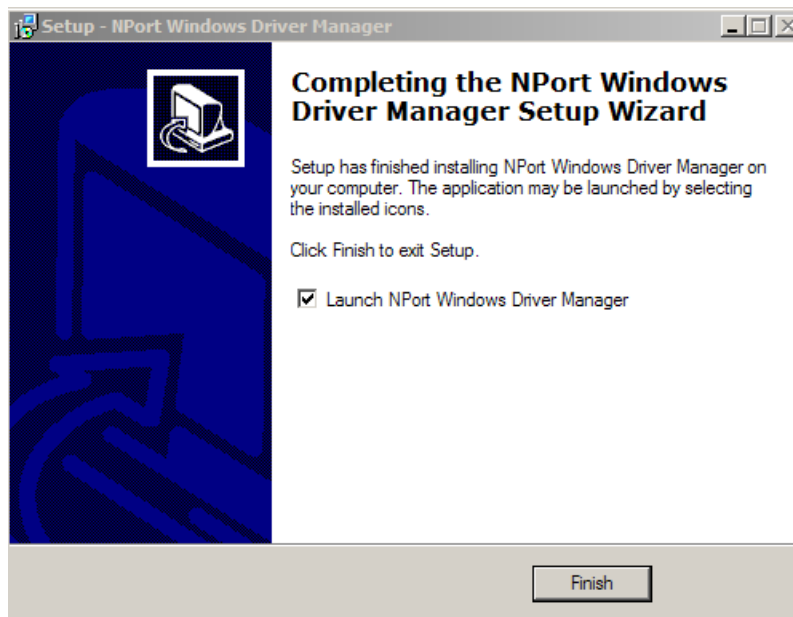 Setup - NPort Windows Driver Manager
Completing the NPort Windows
Driver Manager Setup Wizard
Setup has finished installing NPort Windows Driver Manager on
your computer. The application may be launched by selecting
the installed icons.
Click Finish to exit Setup.
Launch NPort Windows Driver Manager
Finish